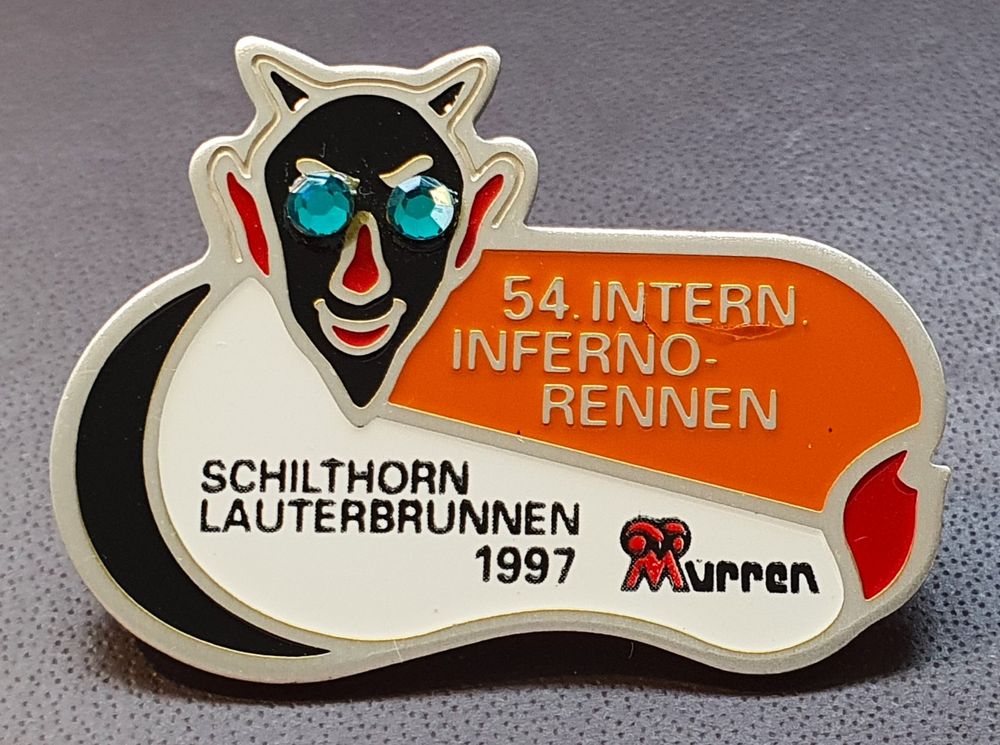 54. INTERN.
INFERNO-
RENNEN
SCHILTHORN
LAUTERBRUNNEN
1997
Mürren